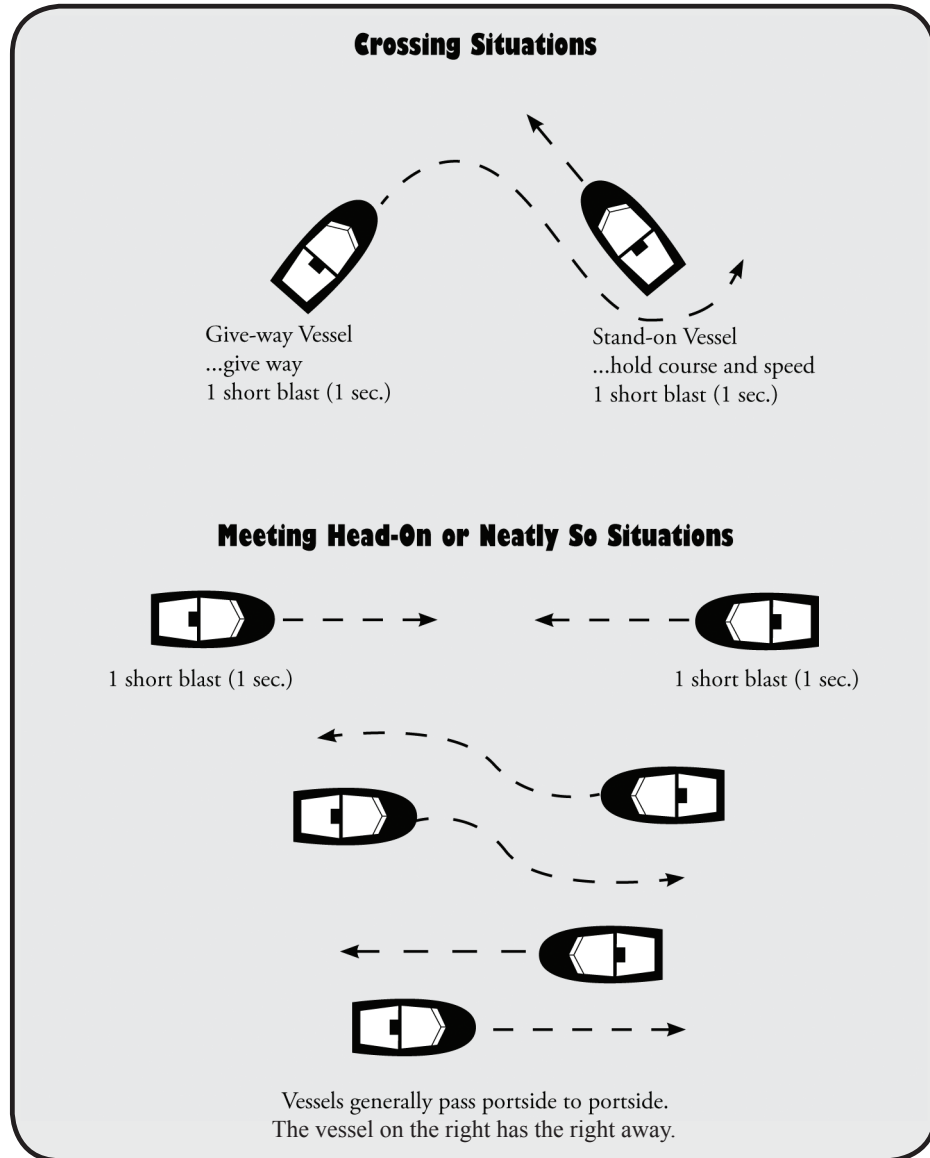 Crossing Situations
Give-way Vessel
...give way
1 short blast (1 sec.)
Stand-on Vessel
...hold course and speed
1 short blast (1 sec.)
Meeting Head-On or Neatly So Situations
1 short blast (1 sec.)
1 short blast (1 sec.)
Vessels generally pass portside to portside.
The vessel on the right has the right away.